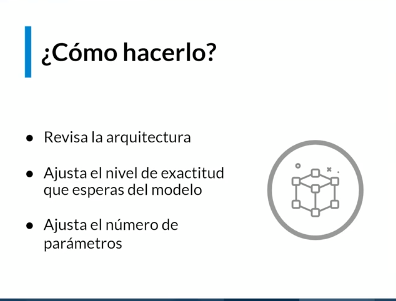 ¿Cómo hacerlo?
● Revisa la arquitectura
● Ajusta el nivel de exactitud
que esperas del modelo
● Ajusta el número de
parámetros